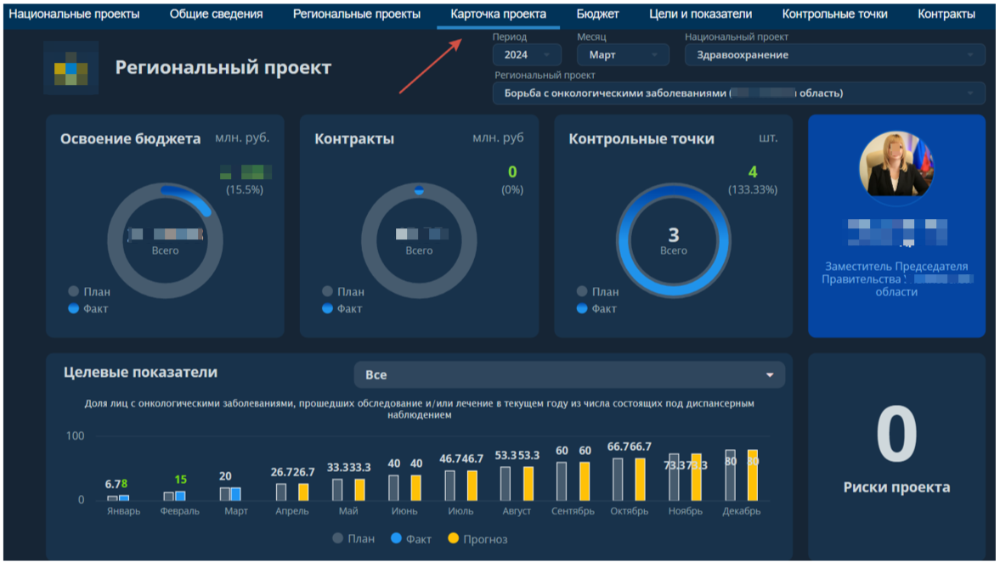 Национальные проекты Общие сведения Региональные проекты Карточка проекта Бюджет Цели и показатели Контрольные точки Контракты
Период Месяц Национальный проект
2024 Март Здравоохранение
Региональный проект
Региональный проект
Борьба с онкологическими заболеваниями ( область)
Освоение бюджета млн. руб.
(15.5%)
Всего
План
Факт
Контракты млн. руб
0
(0%)
Всего
План
Факт
Контрольные точки шт.
4
(133.33%)
3
Всего
План
Факт
Заместитель Председателя
Правительства
области
Целевые показатели Все
Доля лиц с онкологическими заболеваниями, прошедших обследование и/или лечение в текущем году из числа состоящих под диспансерным
наблюдением
100
0
6.7 8 15 20 26.7 26.7 33.3 33.3 40 40 46.7 46.7 53.3 53.3 60 60 66.7 66.7 73.3 73.3 80 80
Январь Февраль Март Апрель Май Июнь Июль Август Сентябрь Октябрь Ноябрь Декабрь
План Факт Прогноз
0
Риски проекта